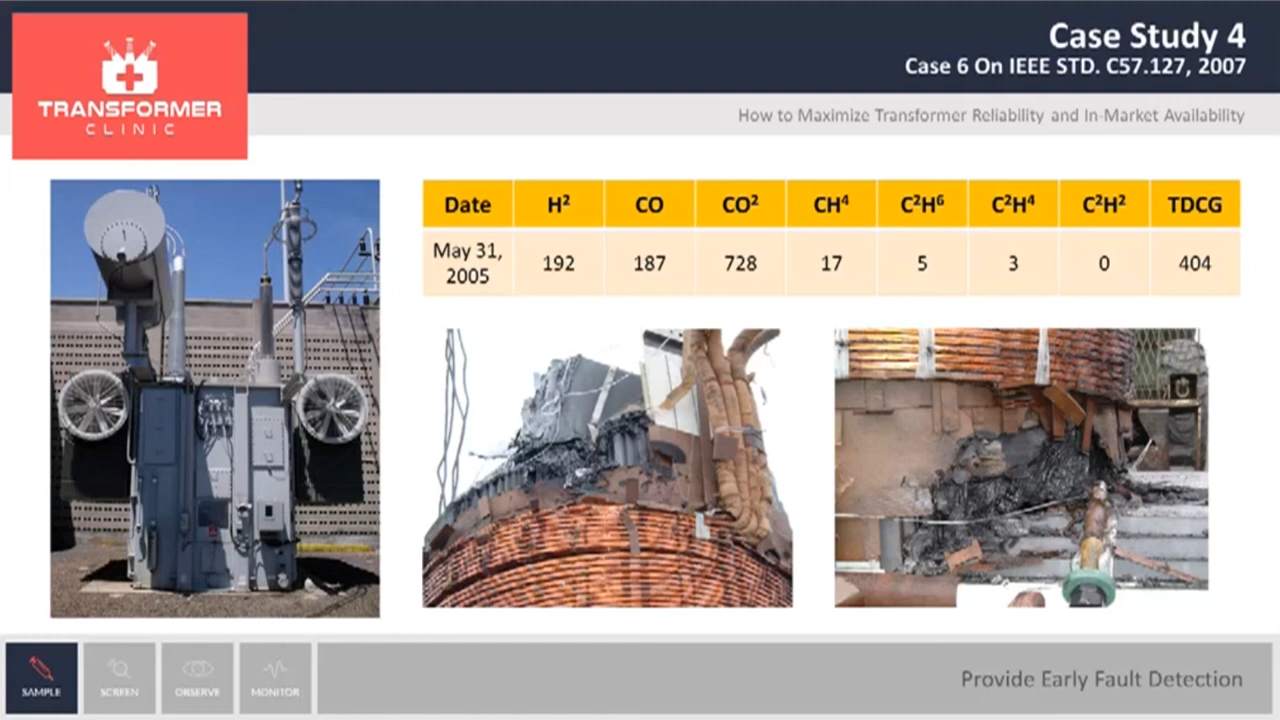 TRANSFORMER
CLINIC
Case Study 4
Case 6 On IEEE STD. C57.127, 2007
How to Maximize Transformer Reliability and In-Market Availability
Date H² CO CO² CH⁴ C²H⁶ C²H⁴ C²H² TDCG
May 31,
2005 192 187 728 17 5 3 0 404
SAMPLE SCREEN OBSERVE MONITOR
Provide Early Fault Detection